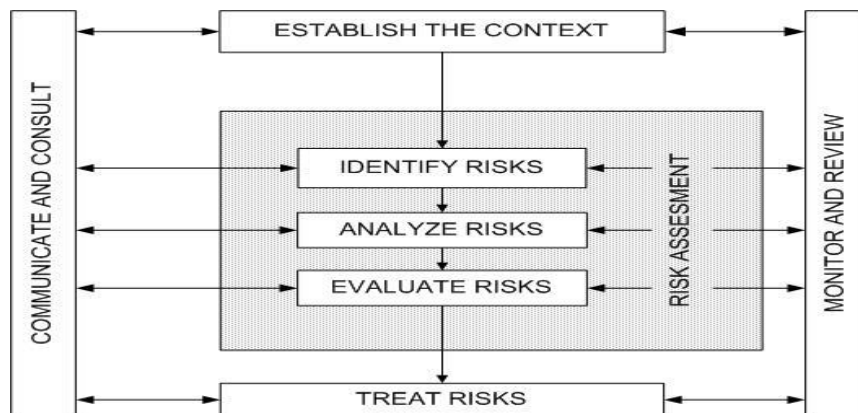 ESTABLISH THE CONTEXT
COMMUNICATE AND CONSULT
IDENTIFY RISKS
ANALYZE RISKS
EVALUATE RISKS
RISK ASSESMENT
MONITOR AND REVIEW
TREAT RISKS